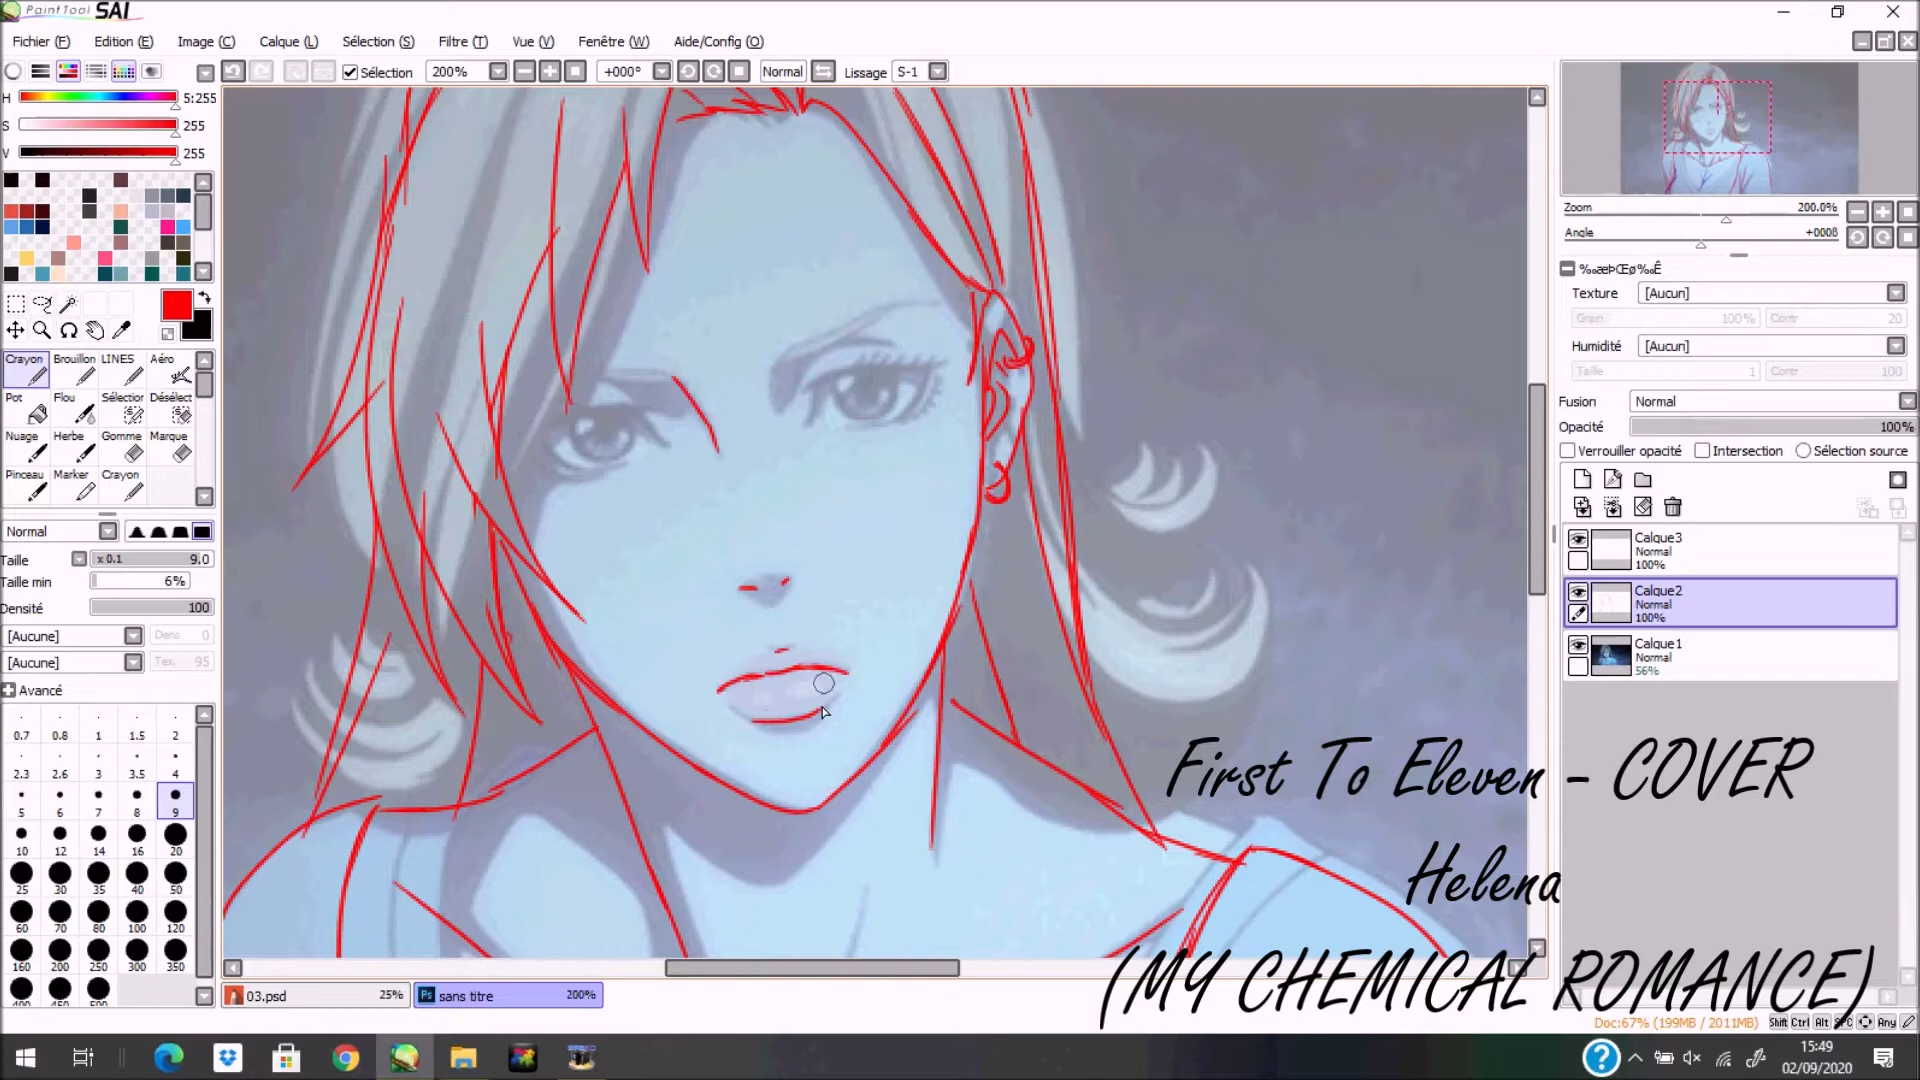 PaintTool SAI
Fichier (F) Edition (E) Image (C) Calque (L) Sélection (S) Filtre (T) Vue (V) Fenêtre (W) Aide/Config (O)
Sélection 200% +000° Normal Lissage S-1
H 5:255
S 255
V 255
Zoom 200.0%
Angle +0008
‰æÞŒø‰Ê
Texture [Aucun]
Grain 100% Contr 20
Humidité [Aucun]
Taille 1 Contr 100
Fusion Normal
Opacité 100%
Verrouiller opacité Intersection Sélection source
Crayon Brouillon LINES Aéro
Pot Flou Sélection Désélect
Nuage Herbe Gomme Marque
Pinceau Marker Crayon
Normal
Taille x 0.1 9.0
Taille min 6%
Densité 100
[Aucune] Dens 0
[Aucune] Tex. 95
Avancé
0.7 0.8 1 1.5 2
2.3 2.6 3 3.5 4
5 6 7 8 9
10 12 14 16 20
25 30 35 40 50
60 70 80 100 120
160 200 250 300 350
400 450 500
Calque3
Normal
100%
Calque2
Normal
100%
Calque1
Normal
56%
First To Eleven - COVER
Helena
(MY CHEMICAL ROMANCE)
03.psd 25% Ps sans titre 200%
Doc:67% (199MB / 2011MB) Shift Ctrl Alt SPC Any
15:49
02/09/2020